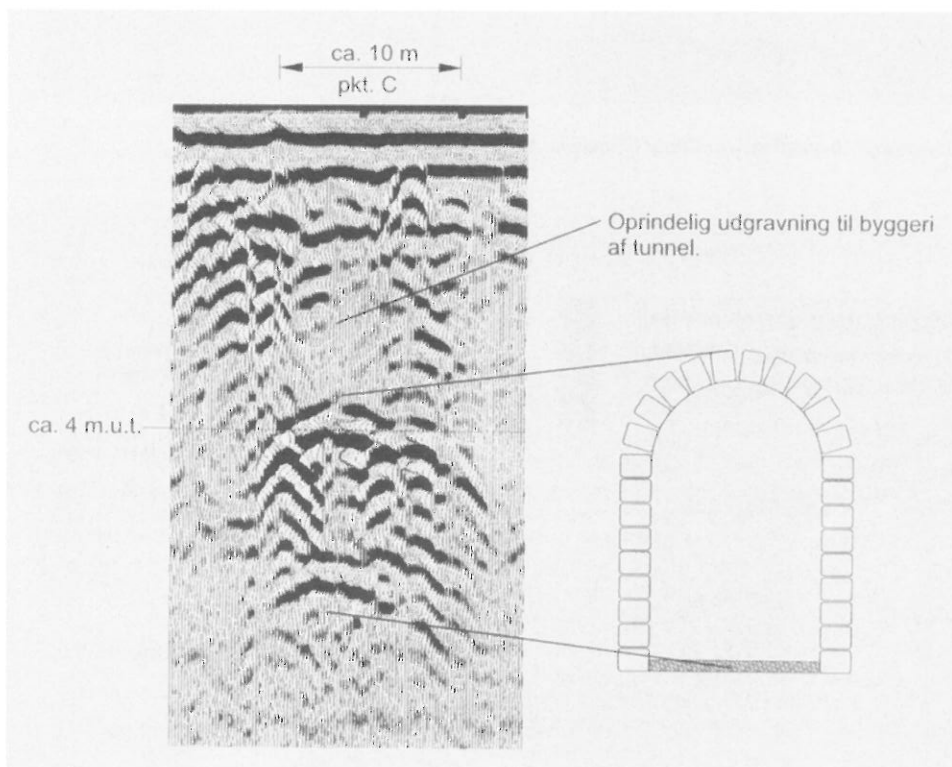 ca. 10 m
pkt. C
Oprindelig udgravning til byggeri
af tunnel.
ca. 4 m.u.t.